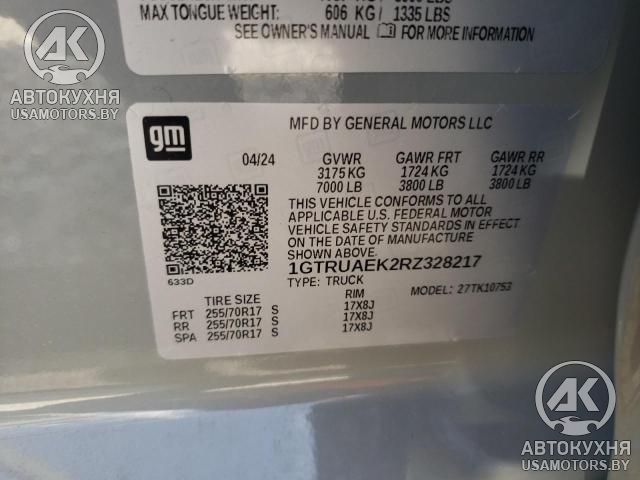 MAX TONGUE WEIGHT: 606 KG / 1335 LBS
SEE OWNER'S MANUAL FOR MORE INFORMATION
AK
АВТОКУХНЯ
USAMOTORS.BY
gm
MFD BY GENERAL MOTORS LLC
04/24 GVWR GAWR FRT GAWR RR
3175 KG 1724 KG 1724 KG
7000 LB 3800 LB 3800 LB
THIS VEHICLE CONFORMS TO ALL
APPLICABLE U.S. FEDERAL MOTOR
VEHICLE SAFETY STANDARDS IN EFFECT
ON THE DATE OF MANUFACTURE
SHOWN ABOVE.
1GTRUAEK2RZ328217
633D
TYPE: TRUCK MODEL: 27TK10753
TIRE SIZE RIM
FRT 255/70R17 S 17X8J
RR 255/70R17 S 17X8J
SPA 255/70R17 S 17X8J
AK
АВТОКУХНЯ
USAMOTORS.BY